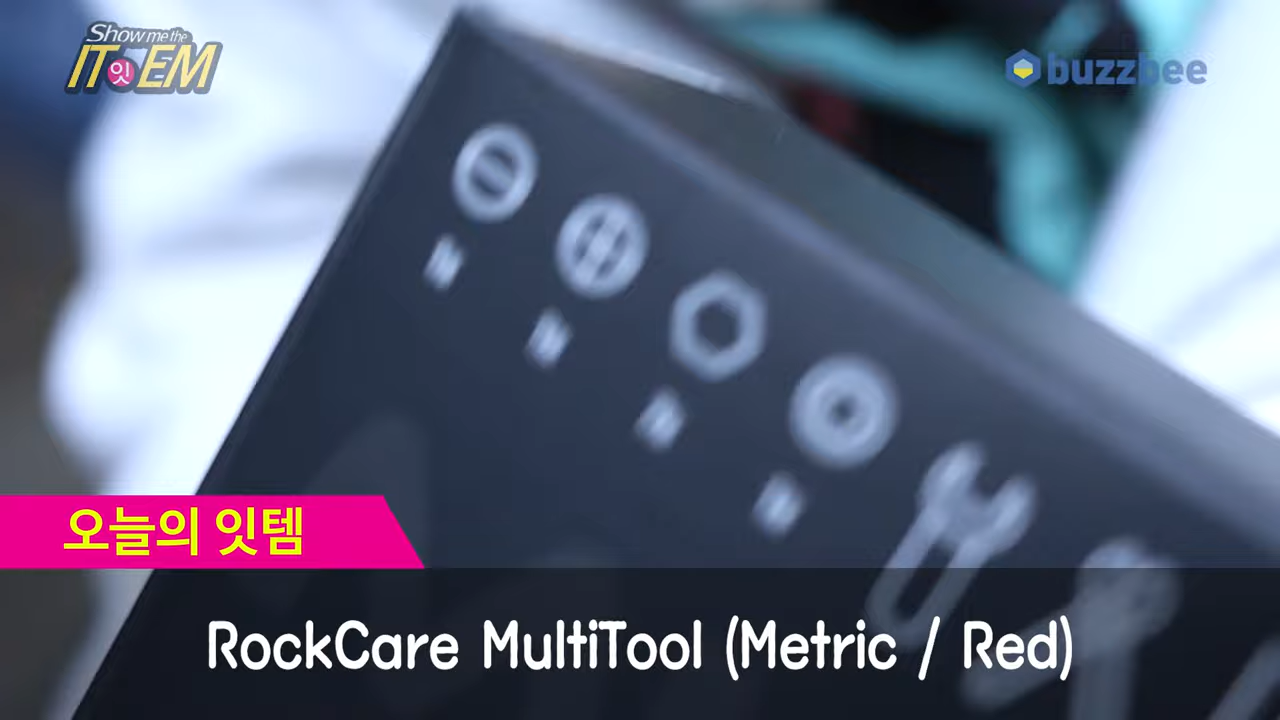 Show me the
IT잇EM
buzzbee
오늘의 잇템
RockCare MultiTool (Metric / Red)